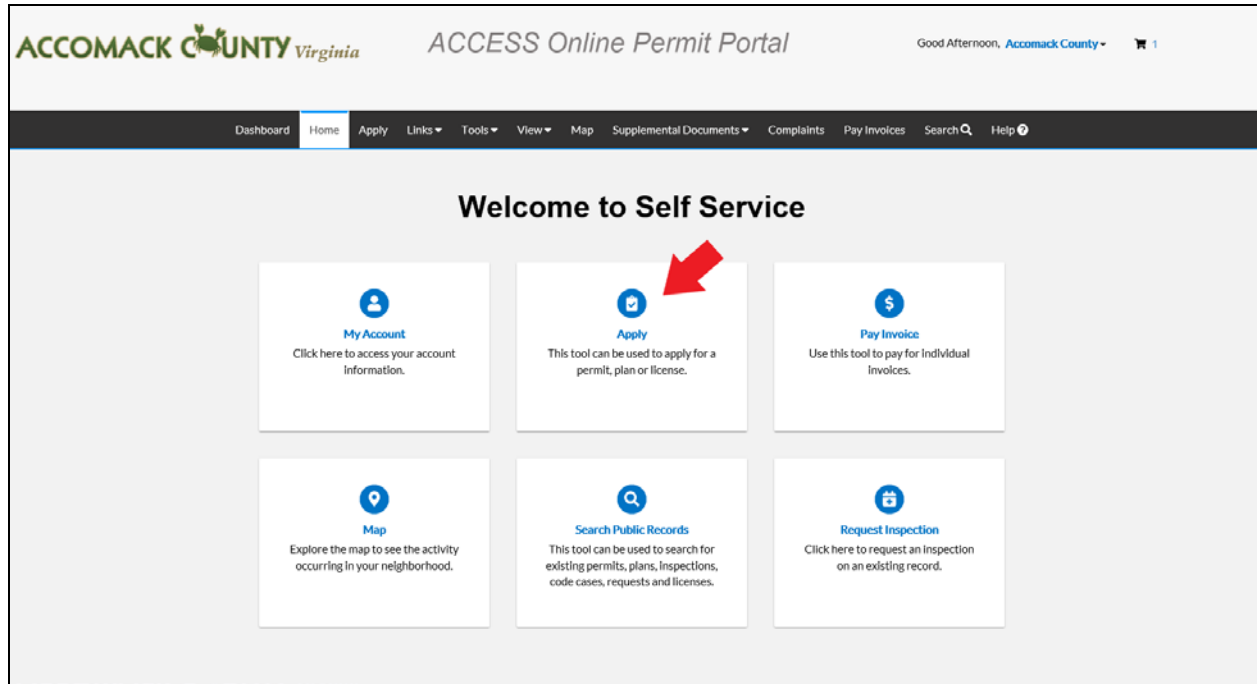 ACCOMACK COUNTY Virginia
ACCESS Online Permit Portal
Good Afternoon, Accomack County
1
Dashboard Home Apply Links Tools View Map Supplemental Documents Complaints Pay Invoices Search Help
Welcome to Self Service
My Account
Click here to access your account
information.
Apply
This tool can be used to apply for a
permit, plan or license.
Pay Invoice
Use this tool to pay for individual
invoices.
Map
Explore the map to see the activity
occurring in your neighborhood.
Search Public Records
This tool can be used to search for
existing permits, plans, inspections,
code cases, requests and licenses.
Request Inspection
Click here to request an inspection
on an existing record.